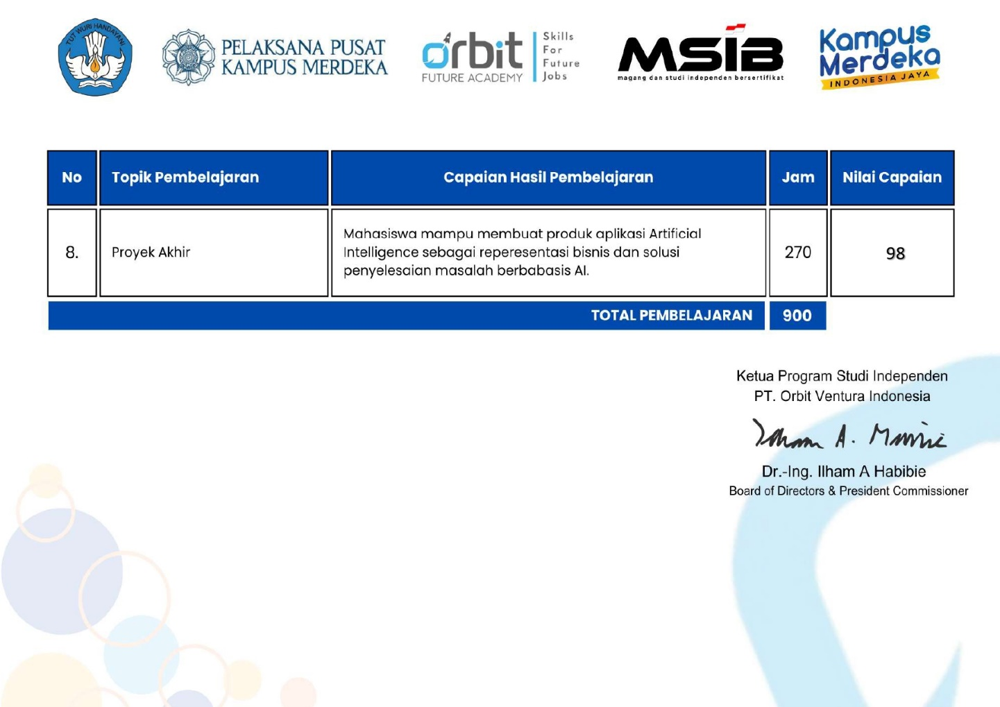 TUT WURI HANDAYANI
PELAKSANA PUSAT
KAMPUS MERDEKA
orbit
FUTURE ACADEMY
Skills
For
Future
Jobs
MSIB
magang dan studi independen bersertifikat
Kampus
Merdeka
INDONESIA JAYA
No Topik Pembelajaran Capaian Hasil Pembelajaran Jam Nilai Capaian
8. Proyek Akhir
Mahasiswa mampu membuat produk aplikasi Artificial
Intelligence sebagai reperesentasi bisnis dan solusi
penyelesaian masalah berbabasis AI.
270 98
TOTAL PEMBELAJARAN 900
Ketua Program Studi Independen
PT. Orbit Ventura Indonesia
Dr.-Ing. Ilham A Habibie
Board of Directors & President Commissioner